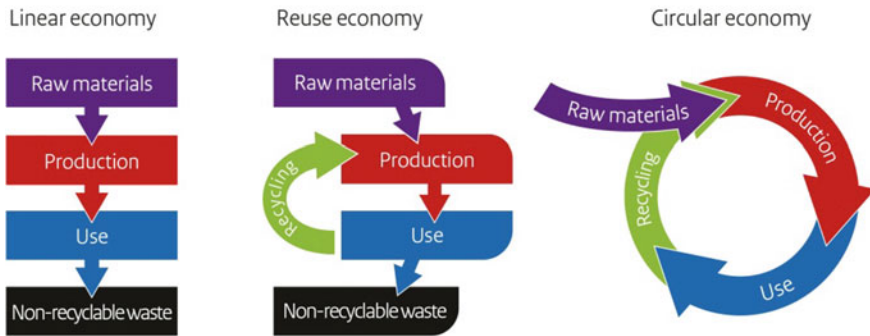 Linear economy
Raw materials
Production
Use
Non-recyclable waste
Reuse economy
Raw materials
Production
Recycling
Use
Non-recyclable waste
Circular economy
Raw materials
Production
Recycling
Use